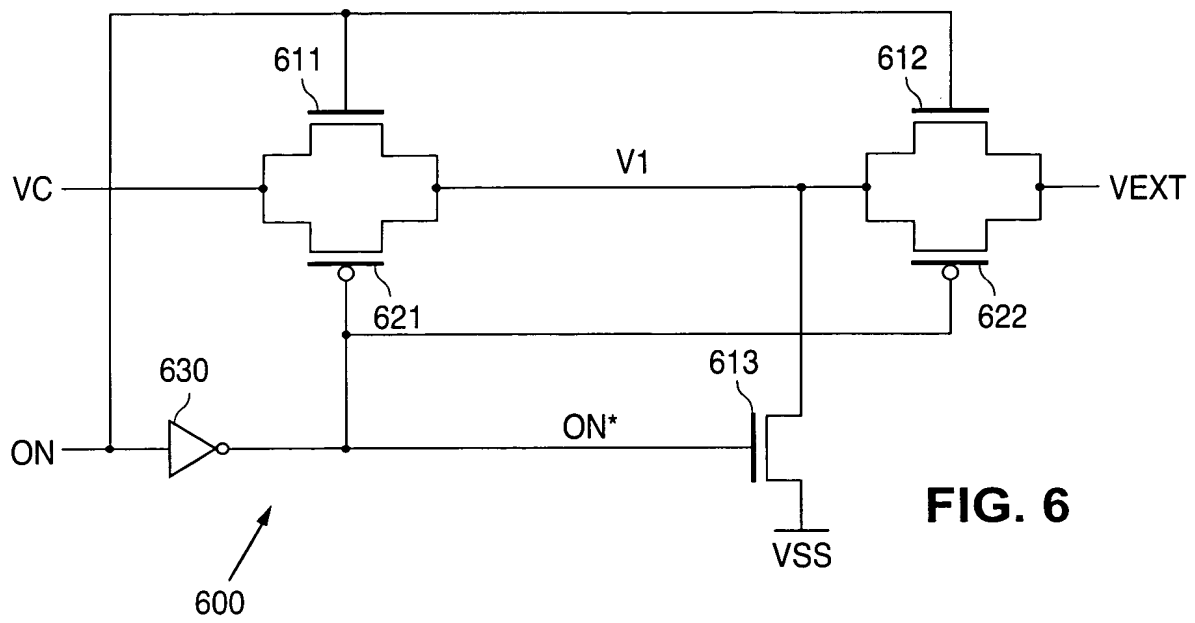 611
612
VC
V1
VEXT
621
622
630
613
ON
ON*
FIG. 6
VSS
600